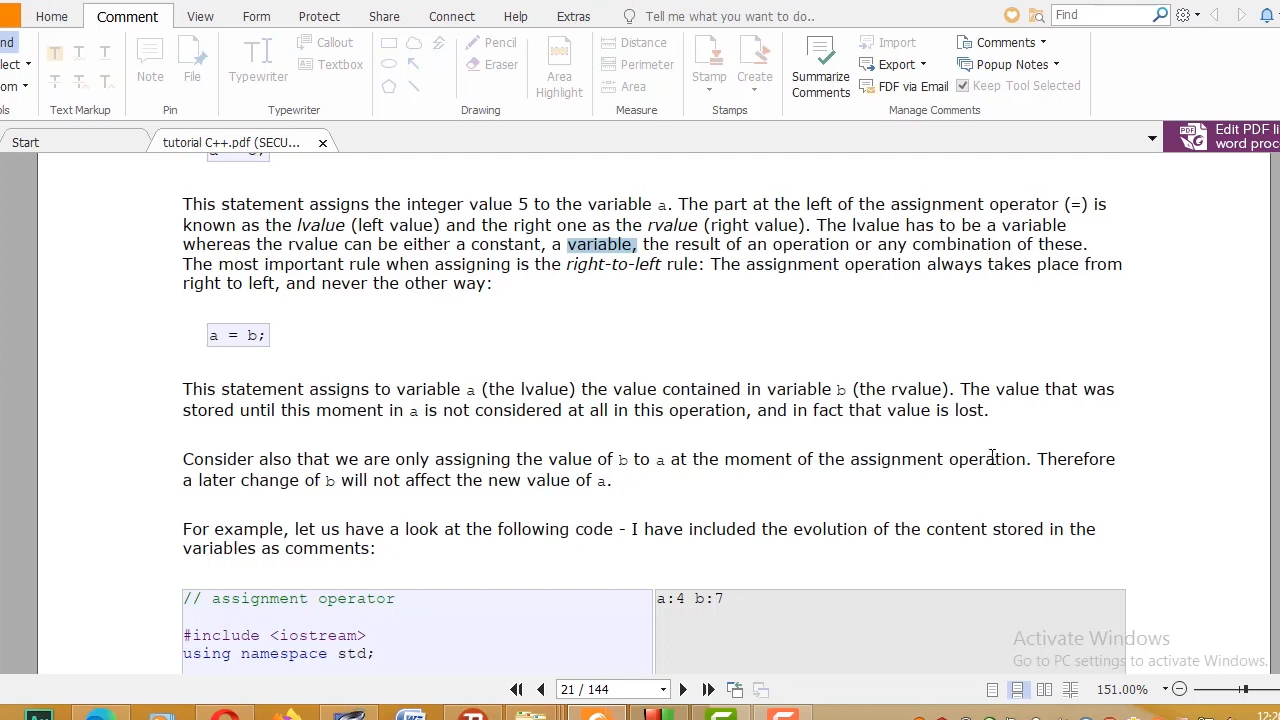 Home Comment View Form Protect Share Connect Help Extras Tell me what you want to do.. Find
Callout Pencil Distance Import Comments
Textbox Eraser Perimeter Export Popup Notes
Note File Typewriter Area Highlight Area Stamp Create Summarize Comments FDF via Email Keep Tool Selected
Text Markup Pin Typewriter Drawing Measure Stamps Manage Comments
Start tutorial C++.pdf (SECU... Edit PDF li
word proc
This statement assigns the integer value 5 to the variable a. The part at the left of the assignment operator (=) is
known as the lvalue (left value) and the right one as the rvalue (right value). The lvalue has to be a variable
whereas the rvalue can be either a constant, a variable, the result of an operation or any combination of these.
The most important rule when assigning is the right-to-left rule: The assignment operation always takes place from
right to left, and never the other way:
a = b;
This statement assigns to variable a (the lvalue) the value contained in variable b (the rvalue). The value that was
stored until this moment in a is not considered at all in this operation, and in fact that value is lost.
Consider also that we are only assigning the value of b to a at the moment of the assignment operation. Therefore
a later change of b will not affect the new value of a.
For example, let us have a look at the following code - I have included the evolution of the content stored in the
variables as comments:
// assignment operator a:4 b:7
#include <iostream>
using namespace std;
Activate Windows
Go to PC settings to activate Windows.
21 / 144 151.00%